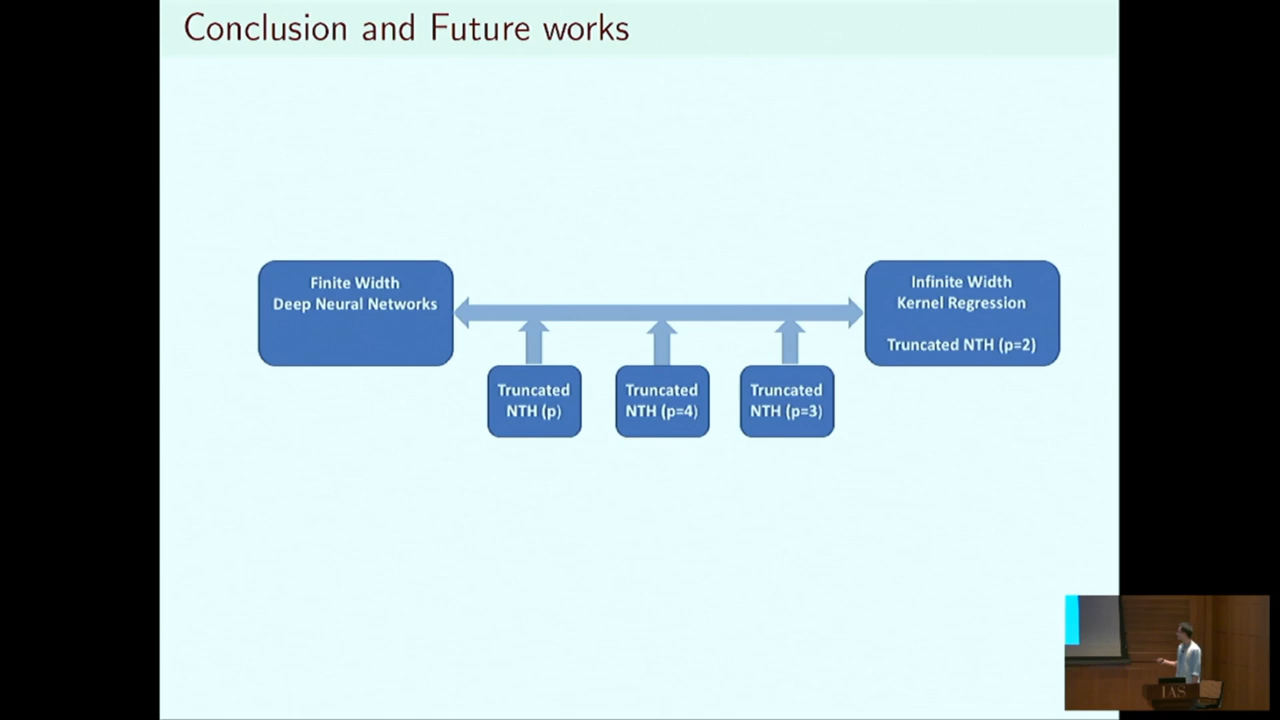 Conclusion and Future works
Finite Width
Deep Neural Networks
Infinite Width
Kernel Regression
Truncated NTH (p=2)
Truncated
NTH (p)
Truncated
NTH (p=4)
Truncated
NTH (p=3)
IAS